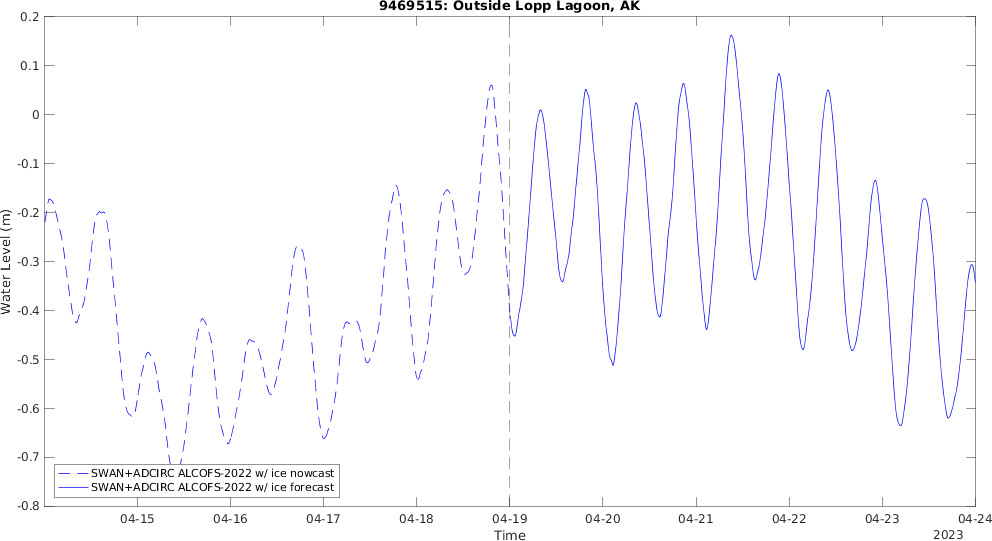 9469515: Outside Lopp Lagoon, AK
0.2
0.1
0
-0.1
-0.2
-0.3
-0.4
-0.5
-0.6
-0.7
-0.8
Water Level (m)
SWAN+ADCIRC ALCOFS-2022 w/ ice nowcast
SWAN+ADCIRC ALCOFS-2022 w/ ice forecast
04-15 04-16 04-17 04-18 04-19 04-20 04-21 04-22 04-23 04-24
Time
2023